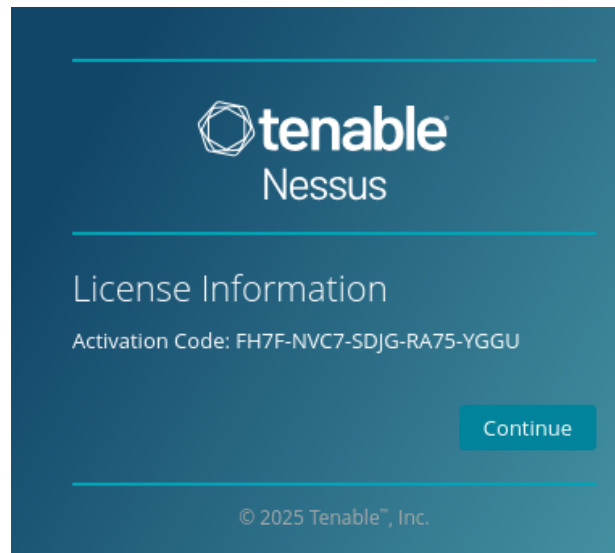 tenable
Nessus
License Information
Activation Code: FH7F-NVC7-SDJG-RA75-YGGU
Continue
© 2025 Tenable™, Inc.